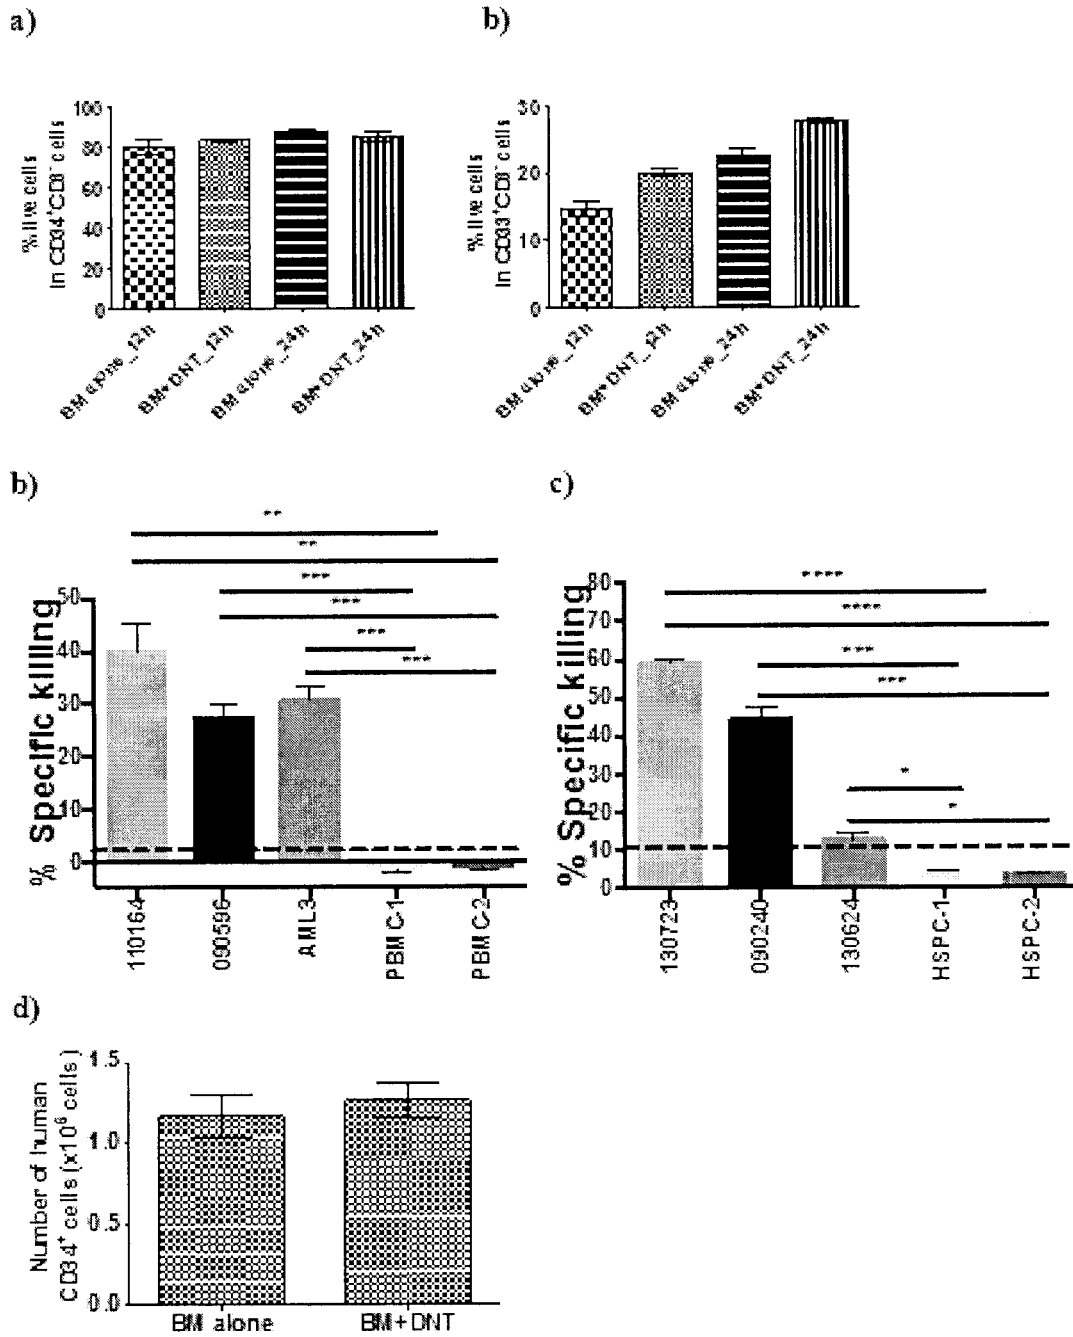 a)
b)
% live cells
in CD34⁺CD8⁻ cells
100
80
60
40
20
0
BM alone_12h
BM+DNT_12h
BM alone_24h
BM+DNT_24h
% live cells
in CD33⁺CD8⁻ cells
30
20
10
0
BM alone_12h
BM+DNT_12h
BM alone_24h
BM+DNT_24h
b)
c)
**
**
***
***
***
***
% Specific killing
50
40
30
20
10
0
110164
090596
AML3
PBMC-1
PBMC-2
****
****
***
***
*
*
% Specific killing
80
70
60
50
40
30
20
10
0
130723
090240
130624
HSPC-1
HSPC-2
d)
Number of human
CD34⁺ cells (x10⁶ cells)
1.5
1.0
0.5
0.0
BM alone
BM+DNT